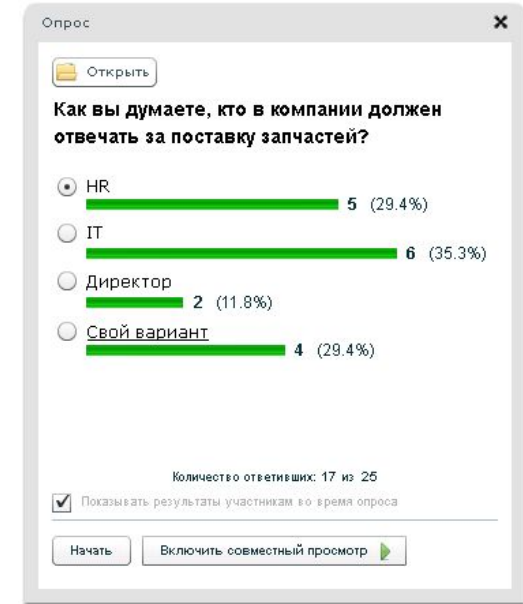 Опрос
Открыть
Как вы думаете, кто в компании должен
отвечать за поставку запчастей?
HR
5 (29.4%)
IT
6 (35.3%)
Директор
2 (11.8%)
Свой вариант
4 (29.4%)
Количество ответивших: 17 из 25
Показывать результаты участникам во время опроса
Начать
Включить совместный просмотр